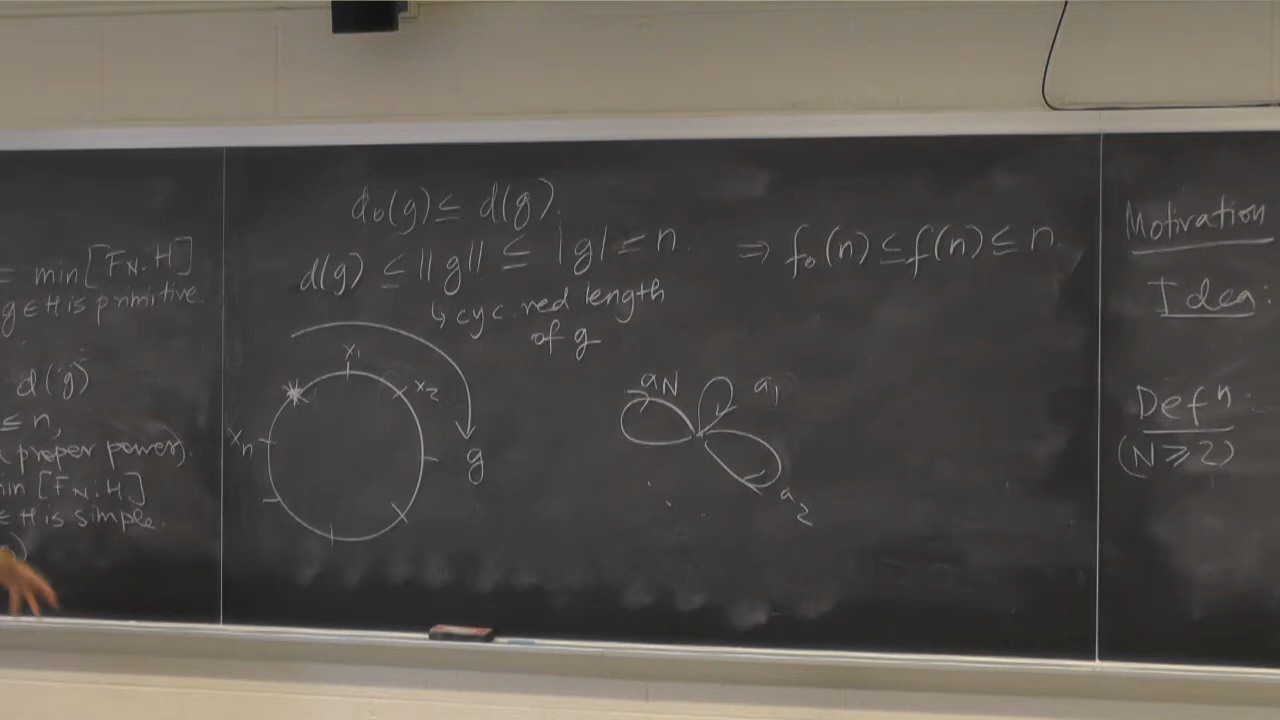 = min[F_N:H]
g ∈ H is primitive.
d(g)
≤ n,
proper power).
in [F_N:H]
∈ H is simple.
d₀(g) ≤ d(g).
d(g) ≤ ||g|| ≤ |g| = n ⇒ f₀(n) ≤ f(n) ≤ n.
↳ cyc. red length
of g
x₁
x₂
xₙ
g
a_N
a₁
a₂
Motivation
Idea:
Defⁿ:
(N ≥ 2)